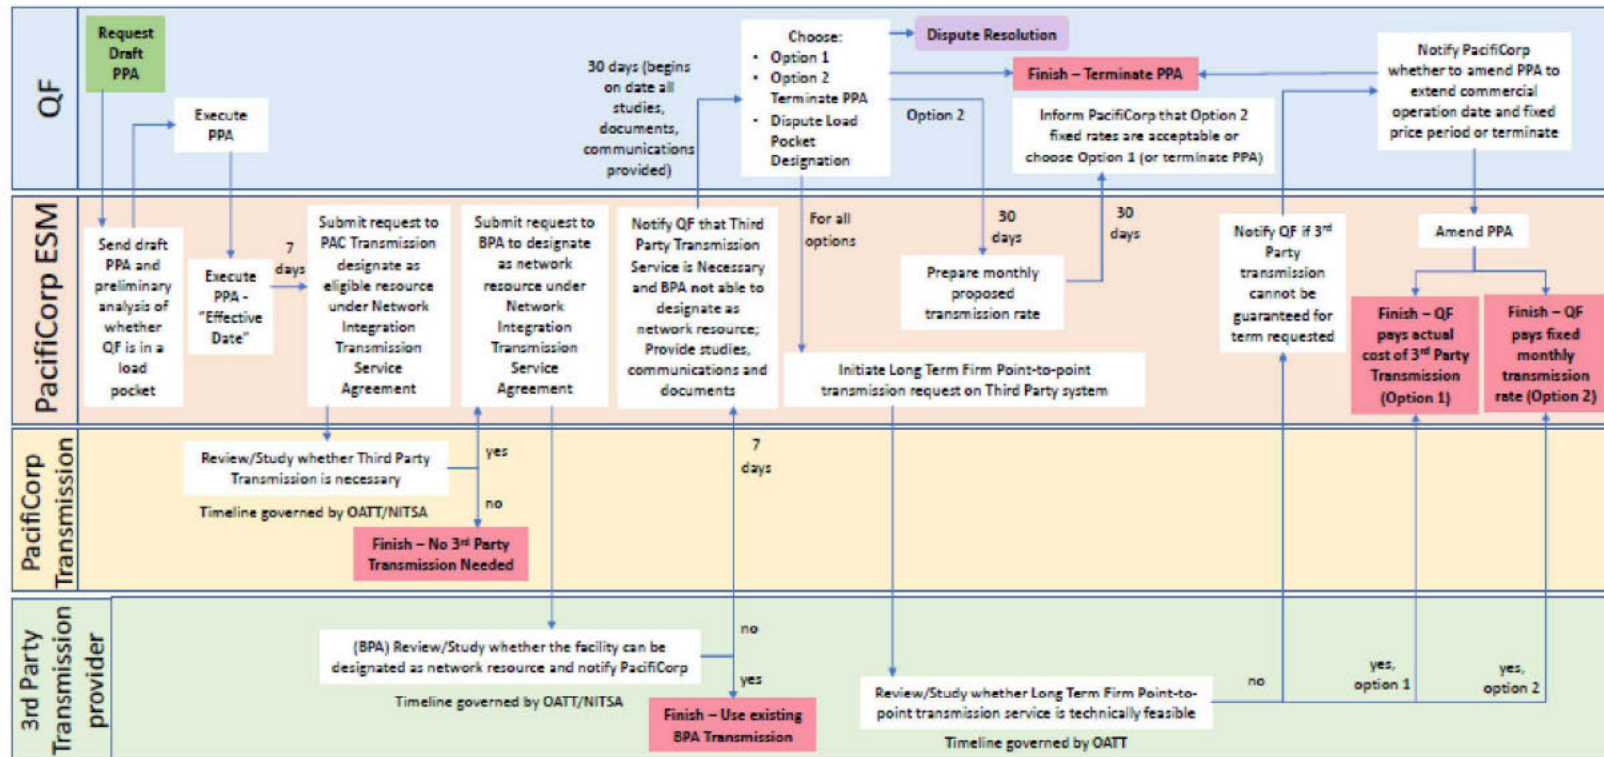 QF
Request
Draft
PPA
Execute
PPA
30 days (begins
on date all
studies,
documents,
communications
provided)
Choose:
• Option 1
• Option 2
Terminate PPA
• Dispute Load
Pocket
Designation
Dispute Resolution
Finish – Terminate PPA
Option 2
Inform PacifiCorp that Option 2
fixed rates are acceptable or
choose Option 1 (or terminate PPA)
Notify PacifiCorp
whether to amend PPA to
extend commercial
operation date and fixed
price period or terminate
PacifiCorp ESM
Send draft
PPA and
preliminary
analysis of
whether
QF is in a
load
pocket
Execute
PPA -
“Effective
Date”
7
days
Submit request to
PAC Transmission
designate as
eligible resource
under Network
Integration
Transmission
Service
Agreement
Submit request to
BPA to designate
as network
resource under
Network
Integration
Transmission
Service
Agreement
Notify QF that Third
Party Transmission
Service is Necessary
and BPA not able to
designate as
network resource;
Provide studies,
communications and
documents
For all
options
30
days
30
days
Prepare monthly
proposed
transmission rate
Initiate Long Term Firm Point-to-point
transmission request on Third Party system
Notify QF if 3rd
Party
transmission
cannot be
guaranteed for
term requested
Amend PPA
Finish – QF
pays actual
cost of 3rd Party
Transmission
(Option 1)
Finish – QF
pays fixed
monthly
transmission
rate (Option 2)
PacifiCorp
Transmission
Review/Study whether Third Party
Transmission is necessary
Timeline governed by OATT/NITSA
yes
no
Finish – No 3rd Party
Transmission Needed
7
days
3rd Party
Transmission
provider
(BPA) Review/Study whether the facility can be
designated as network resource and notify PacifiCorp
Timeline governed by OATT/NITSA
no
yes
Finish – Use existing
BPA Transmission
Review/Study whether Long Term Firm Point-to-
point transmission service is technically feasible
Timeline governed by OATT
no
yes,
option 1
yes,
option 2